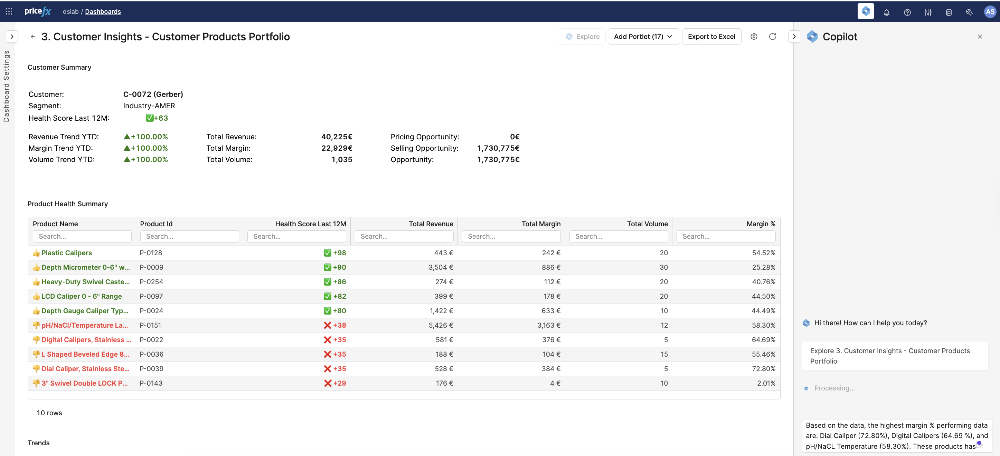 pricefx
dslab / Dashboards
AS
Dashboard Settings
3. Customer Insights - Customer Products Portfolio
Explore
Add Portlet (17)
Export to Excel
Copilot
Customer Summary
Customer: C-0072 (Gerber)
Segment: Industry-AMER
Health Score Last 12M: ✅+63
Revenue Trend YTD: ▲+100.00% Total Revenue: 40,225€ Pricing Opportunity: 0€
Margin Trend YTD: ▲+100.00% Total Margin: 22,929€ Selling Opportunity: 1,730,775€
Volume Trend YTD: ▲+100.00% Total Volume: 1,035 Opportunity: 1,730,775€
Product Health Summary
Product Name Product Id Health Score Last 12M Total Revenue Total Margin Total Volume Margin %
Search... Search... Search... Search... Search... Search... Search...
👍Plastic Calipers P-0128 ✅ +98 443 € 242 € 20 54.52%
👍Depth Micrometer 0-6" w... P-0009 ✅ +90 3,504 € 886 € 30 25.28%
👍Heavy-Duty Swivel Caste... P-0254 ✅ +86 274 € 112 € 20 40.76%
👍LCD Caliper 0 - 6" Range P-0097 ✅ +82 399 € 178 € 20 44.50%
👍Depth Gauge Caliper Typ... P-0024 ✅ +80 1,422 € 633 € 10 44.49%
👎pH/NaCl/Temperature La... P-0151 ❌ +38 5,426 € 3,163 € 12 58.30%
👎Digital Calipers, Stainless ... P-0022 ❌ +35 581 € 376 € 5 64.69%
👎L Shaped Beveled Edge 8... P-0036 ❌ +35 188 € 104 € 15 55.46%
👎Dial Caliper, Stainless Ste... P-0039 ❌ +35 528 € 384 € 5 72.80%
👎3" Swivel Double LOCK P... P-0143 ❌ +29 176 € 4 € 10 2.01%
10 rows
Trends
Hi there! How can I help you today?
Explore 3. Customer Insights - Customer Products
Portfolio
Processing...
Based on the data, the highest margin % performing data
are: Dial Caliper (72.80%), Digital Calipers (64.69 %), and
pH/NaCL Temperature (58.30%). These products has